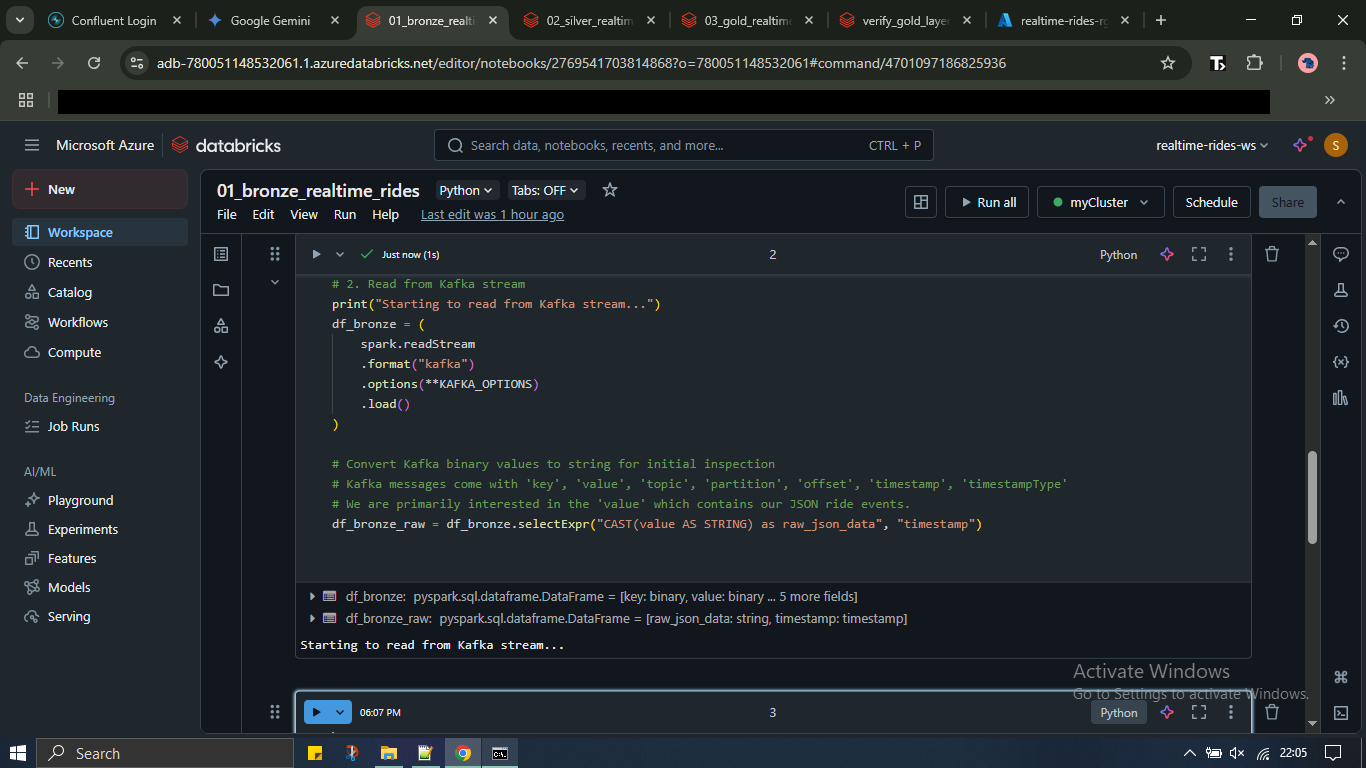 Confluent Login
Google Gemini
01_bronze_realti
02_silver_realtim
03_gold_realtime
verify_gold_laye
realtime-rides-rg
adb-780051148532061.1.azuredatabricks.net/editor/notebooks/2769541703814868?o=780051148532061#command/4701097186825936
Microsoft Azure
databricks
Search data, notebooks, recents, and more...
CTRL + P
realtime-rides-ws
S
New
Workspace
Recents
Catalog
Workflows
Compute
Data Engineering
Job Runs
AI/ML
Playground
Experiments
Features
Models
Serving
01_bronze_realtime_rides
Python
Tabs: OFF
File Edit View Run Help Last edit was 1 hour ago
Run all
myCluster
Schedule
Share
Just now (1s)
2
Python
# 2. Read from Kafka stream
print("Starting to read from Kafka stream...")
df_bronze = (
spark.readStream
.format("kafka")
.options(**KAFKA_OPTIONS)
.load()
)
# Convert Kafka binary values to string for initial inspection
# Kafka messages come with 'key', 'value', 'topic', 'partition', 'offset', 'timestamp', 'timestampType'
# We are primarily interested in the 'value' which contains our JSON ride events.
df_bronze_raw = df_bronze.selectExpr("CAST(value AS STRING) as raw_json_data", "timestamp")
df_bronze: pyspark.sql.dataframe.DataFrame = [key: binary, value: binary ... 5 more fields]
df_bronze_raw: pyspark.sql.dataframe.DataFrame = [raw_json_data: string, timestamp: timestamp]
Starting to read from Kafka stream...
Activate Windows
Go to Settings to activate Windows.
06:07 PM
3
Python
Search
22:05